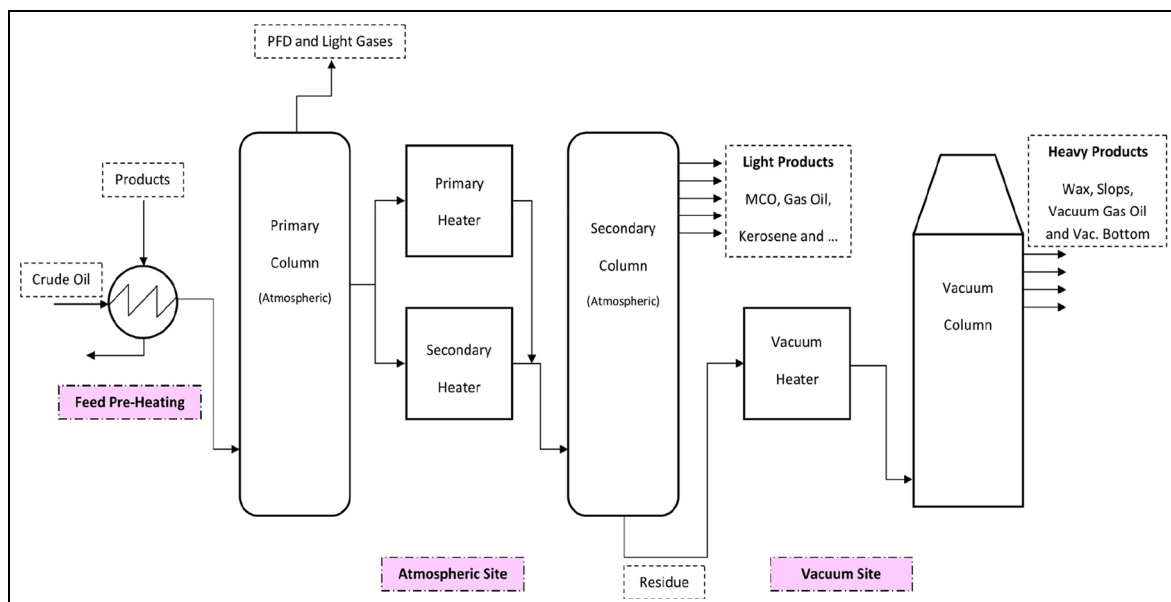 PFD and Light Gases
Products
Crude Oil
Feed Pre-Heating
Primary
Column
(Atmospheric)
Primary
Heater
Secondary
Heater
Atmospheric Site
Secondary
Column
(Atmospheric)
Light Products
MCO, Gas Oil,
Kerosene and ...
Residue
Vacuum
Heater
Vacuum Site
Vacuum
Column
Heavy Products
Wax, Slops,
Vacuum Gas Oil
and Vac. Bottom